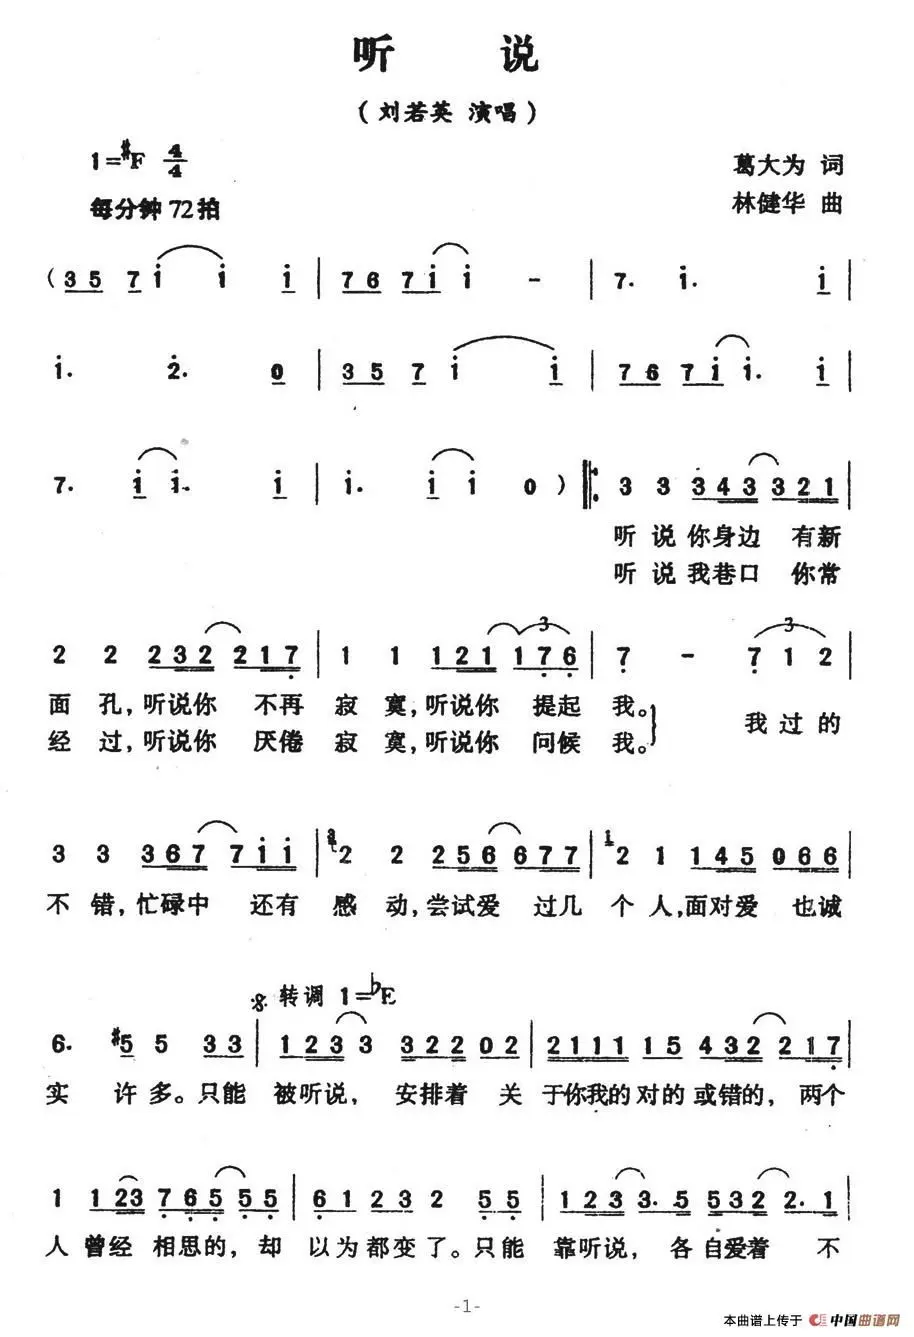 听 说
(刘若英 演唱)
1=#F 4/4
葛大为 词
每分钟72拍
林健华 曲
(3 5 7 i i i | 7 6 7 i i - | 7. i. i |
i. 2. 0 | 3 5 7 i i | 7 6 7 i i. i |
7. i i. i | i. i i 0 ) ‖: 3 3 3 4 3 3 2 1 |
听 说 你身边 有新
听 说 我巷口 你常
2 2 2 3 2 2 1 7 | 1 1 1 2 1 1 7 6 | 7 - 7 1 2 |
面 孔,听说你 不再 寂 寞,听说你 提起 我。
我过的
经 过,听说你 厌倦 寂 寞,听说你 问候 我。
3 3 3 6 7 7 i i | 2 2 2 5 6 6 7 7 | 2 1 1 4 5 0 6 6 |
不 错,忙碌中 还有 感 动,尝试爱 过几 个 人,面对爱 也诚
转调 1=bE
6. #5 5 3 3 | 1 2 3 3 3 2 2 0 2 | 2 1 1 1 1 5 4 3 2 2 1 7 |
实 许 多。只能 被听说, 安排着 关 于你我的 对的 或错的, 两个
1 1 2 3 7 6 5 5 5 | 6 1 2 3 2 5 5 | 1 2 3 3. 5 5 3 2 2. 1 |
人 曾经 相思的, 却 以为都变了。只能 靠听说, 各自爱着 不
-1-
本曲谱上传于 中国曲谱网